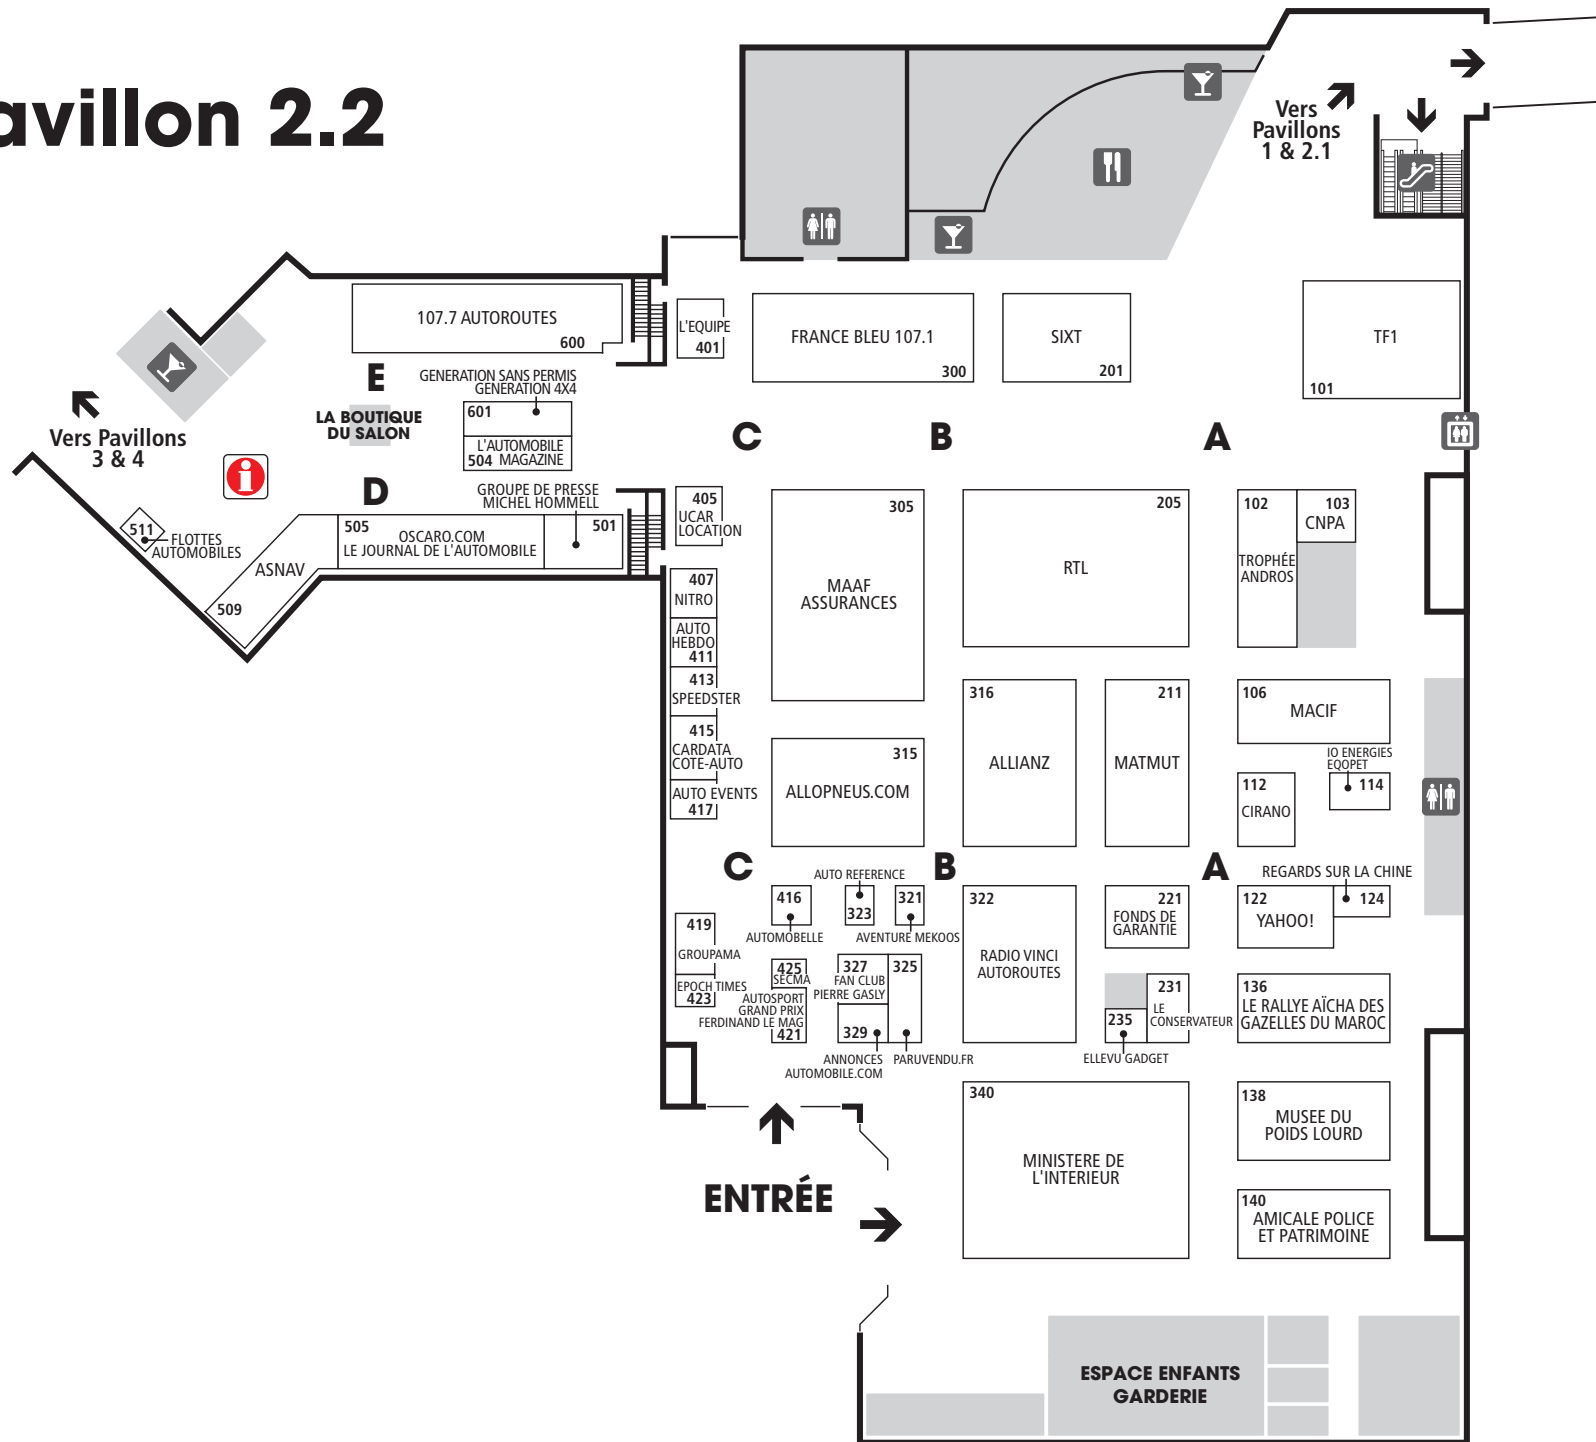 avillon 2.2
Vers
Pavillons
1 & 2.1
107.7 AUTOROUTES
600
L'EQUIPE
401
FRANCE BLEU 107.1
300
SIXT
201
TF1
101
E
GENERATION SANS PERMIS
GENERATION 4X4
601
L'AUTOMOBILE
504 MAGAZINE
LA BOUTIQUE
DU SALON
Vers Pavillons
3 & 4
C
B
A
D
GROUPE DE PRESSE
MICHEL HOMMELL
501
505
OSCARO.COM
LE JOURNAL DE L'AUTOMOBILE
511
FLOTTES
AUTOMOBILES
ASNAV
509
405
UCAR
LOCATION
407
NITRO
AUTO
HEBDO
411
413
SPEEDSTER
415
CARDATA
COTE-AUTO
AUTO EVENTS
417
305
MAAF
ASSURANCES
205
RTL
102
TROPHÉE
ANDROS
103
CNPA
315
ALLOPNEUS.COM
316
ALLIANZ
211
MATMUT
106
MACIF
IO ENERGIES
EQOPET
114
112
CIRANO
C
B
A
AUTO REFERENCE
323
416
AUTOMOBELLE
321
AVENTURE MEKOOS
322
RADIO VINCI
AUTOROUTES
221
FONDS DE
GARANTIE
REGARDS SUR LA CHINE
124
122
YAHOO!
419
GROUPAMA
EPOCH TIMES
423
425
SECMA
AUTOSPORT
GRAND PRIX
FERDINAND LE MAG
421
327
FAN CLUB
PIERRE GASLY
325
329
ANNONCES
AUTOMOBILE.COM
PARUVENDU.FR
231
LE
CONSERVATEUR
235
ELLEVU GADGET
136
LE RALLYE AÏCHA DES
GAZELLES DU MAROC
340
MINISTERE DE
L'INTERIEUR
138
MUSEE DU
POIDS LOURD
140
AMICALE POLICE
ET PATRIMOINE
ENTRÉE
ESPACE ENFANTS
GARDERIE